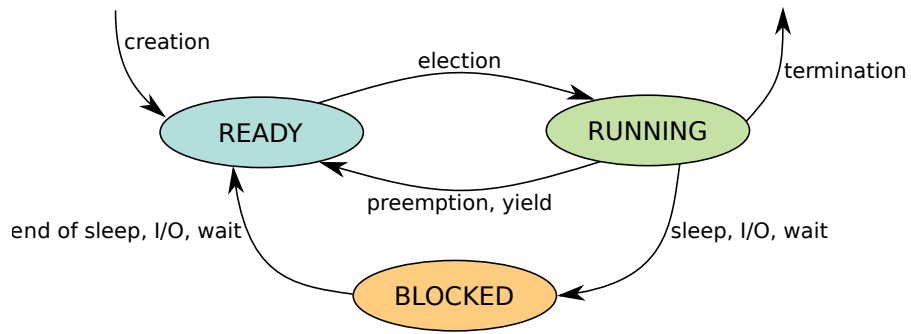 creation
election
termination
READY
RUNNING
preemption, yield
end of sleep, I/O, wait
sleep, I/O, wait
BLOCKED